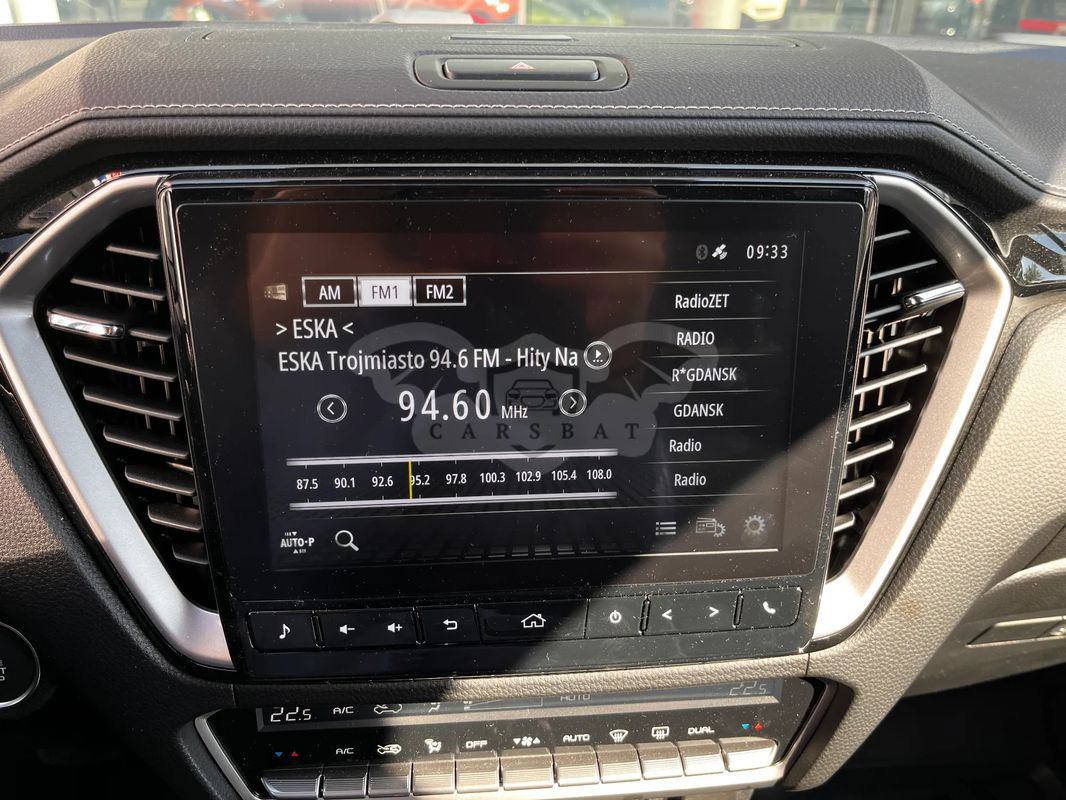 09:33
AM FM1 FM2
> ESKA <
ESKA Trojmiasto 94.6 FM - Hity Na
94.60 MHz
CARSBAT
87.5 90.1 92.6 95.2 97.8 100.3 102.9 105.4 108.0
AUTO-P
RadioZET
RADIO
R*GDANSK
GDANSK
Radio
Radio
22.5 A/C AUTO 22.5
A/C OFF AUTO DUAL